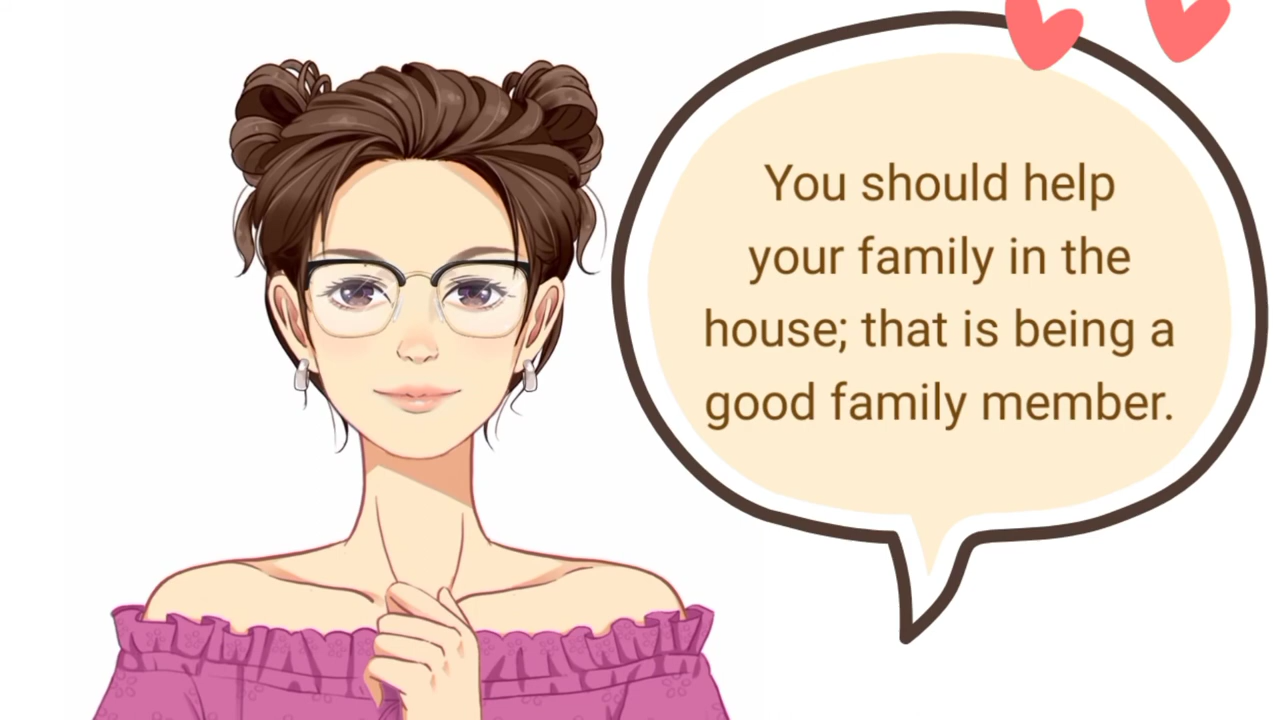 You should help
your family in the
house; that is being a
good family member.